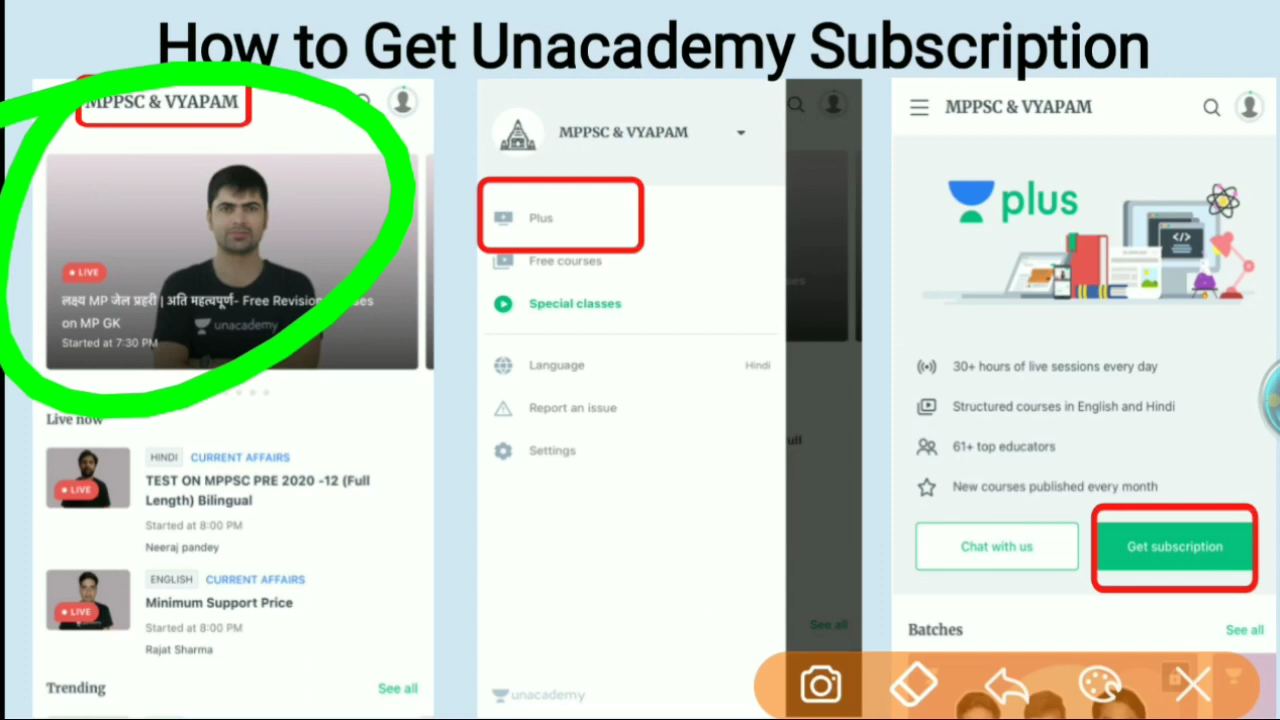 How to Get Unacademy Subscription
MPPSC & VYAPAM
LIVE
लक्ष्य MP जेल प्रहरी | अति महत्वपूर्ण- Free Revision
on MP GK
unacademy
Started at 7:30 PM
Live now
LIVE
HINDI CURRENT AFFAIRS
TEST ON MPPSC PRE 2020 -12 (Full
Length) Bilingual
Started at 8:00 PM
Neeraj pandey
LIVE
ENGLISH CURRENT AFFAIRS
Minimum Support Price
Started at 8:00 PM
Rajat Sharma
Trending
See all
MPPSC & VYAPAM
Plus
Free courses
Special classes
Language
Hindi
Report an issue
Settings
unacademy
See all
MPPSC & VYAPAM
plus
30+ hours of live sessions every day
Structured courses in English and Hindi
61+ top educators
New courses published every month
Chat with us
Get subscription
Batches
See all